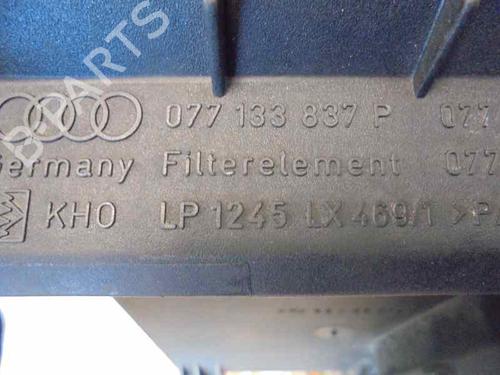 B-PARTS
077 133 837 P 077
Germany Filterelement 077
KHO LP 1245 LX 469/1 >P